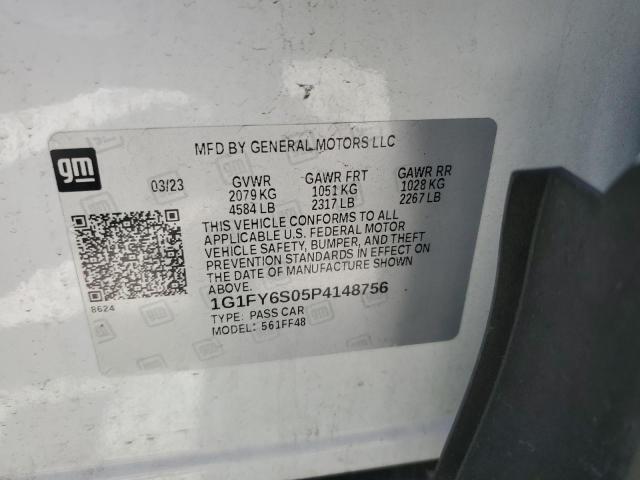 MFD BY GENERAL MOTORS LLC
gm
03/23 GVWR GAWR FRT GAWR RR
2079 KG 1051 KG 1028 KG
4584 LB 2317 LB 2267 LB
THIS VEHICLE CONFORMS TO ALL
APPLICABLE U.S. FEDERAL MOTOR
VEHICLE SAFETY, BUMPER, AND THEFT
PREVENTION STANDARDS IN EFFECT ON
THE DATE OF MANUFACTURE SHOWN
ABOVE.
8624
1G1FY6S05P4148756
TYPE: PASS CAR
MODEL: 561FF48